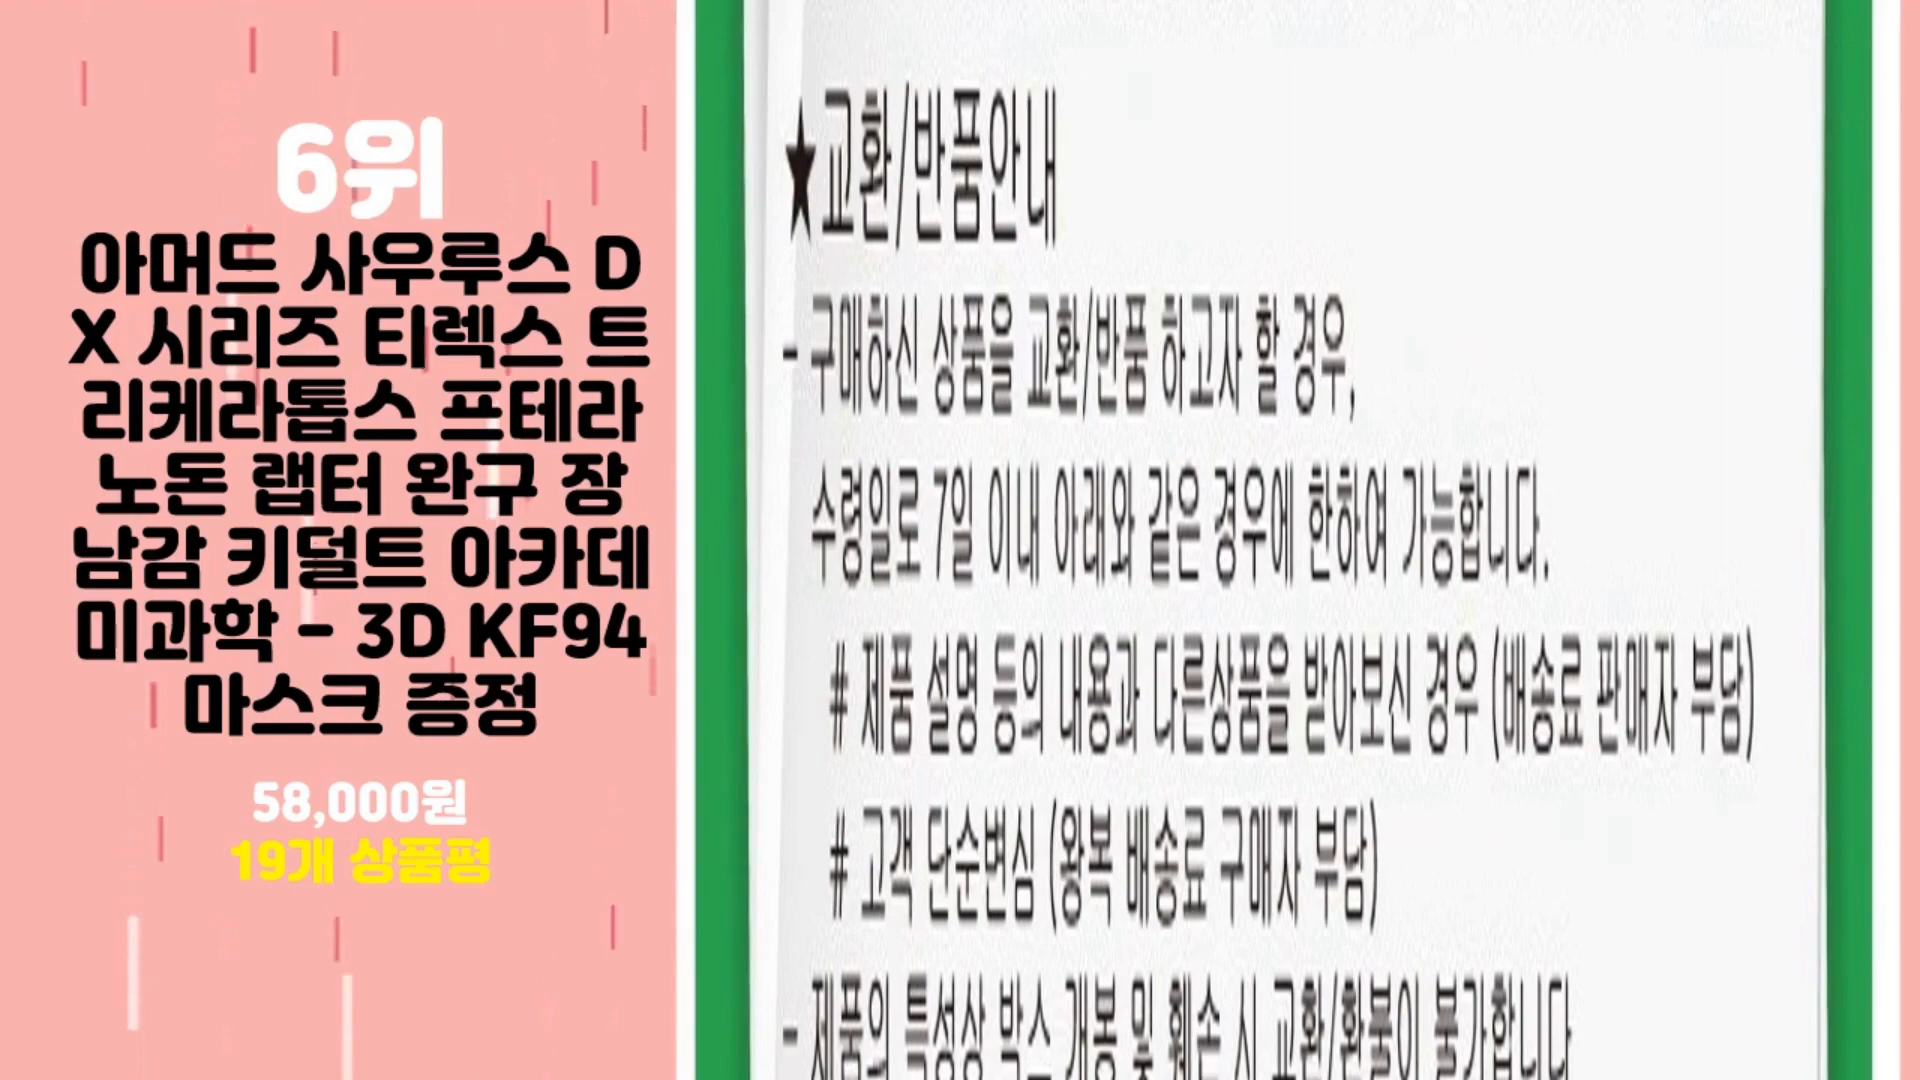 6위
아머드 사우루스 D
X 시리즈 티렉스 트
리케라톱스 프테라
노돈 랩터 완구 장
남감 키덜트 아카데
미과학 - 3D KF94
마스크 증정
58,000원
19개 상품평
★교환/반품안내
- 구매하신 상품을 교환/반품 하고자 할 경우,
수령일로 7일 이내 아래와 같은 경우에 한하여 가능합니다.
# 제품 설명 등의 내용과 다른상품을 받아보신 경우 (배송료 판매자 부담)
# 고객 단순변심 (왕복 배송료 구매자 부담)
- 제품의 특성상 박스 개봉 및 훼손 시 교환/환불이 불가합니다